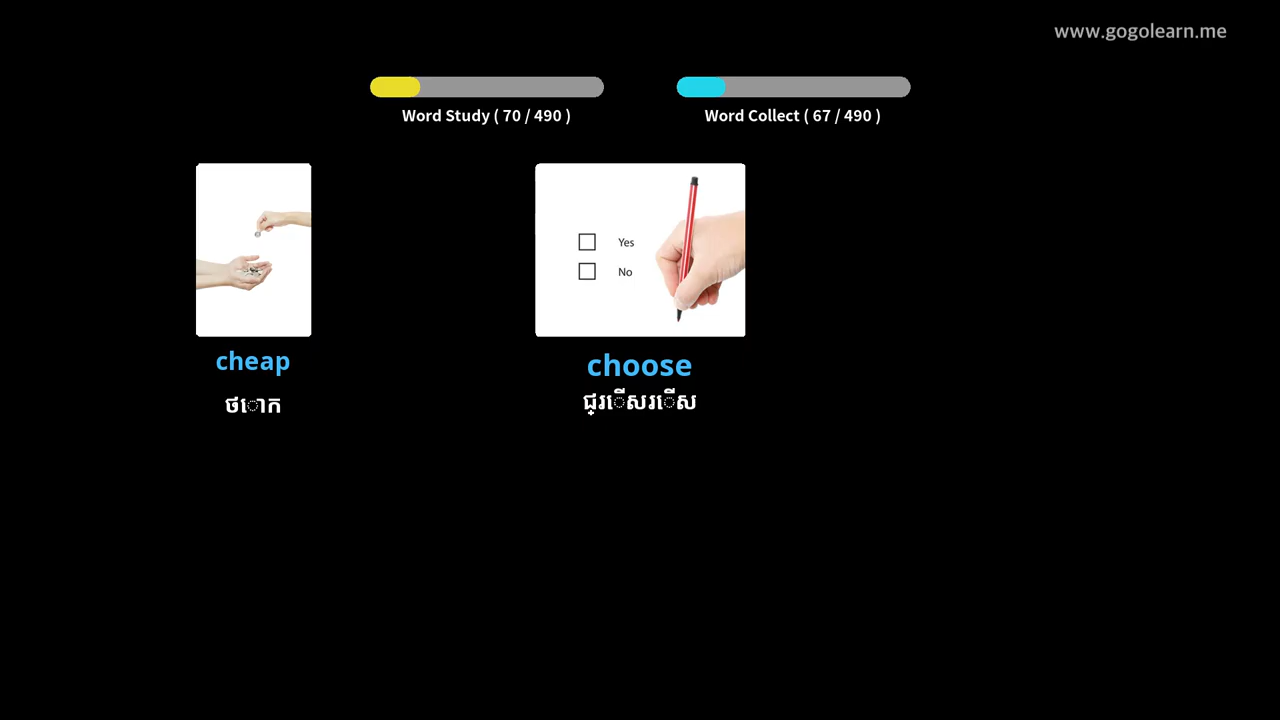 www.gogolearn.me
Word Study ( 70 / 490 )
Word Collect ( 67 / 490 )
Yes
No
cheap
choose
ថោក
ជ្រើសរើស